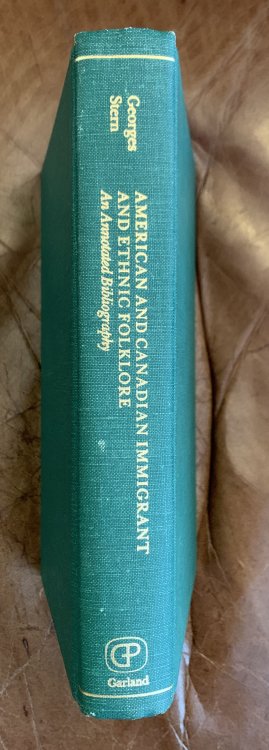 Georges
Stern
AMERICAN AND CANADIAN IMMIGRANT
AND ETHNIC FOLKLORE
An Annotated Bibliography
GP
Garland